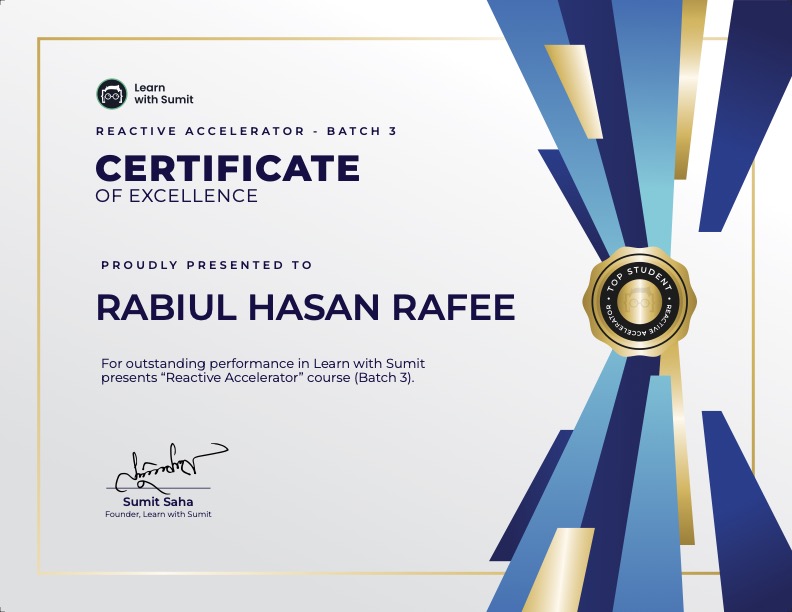 Learn
with Sumit
REACTIVE ACCELERATOR - BATCH 3
CERTIFICATE
OF EXCELLENCE
PROUDLY PRESENTED TO
RABIUL HASAN RAFEE
TOP STUDENT
REACTIVE ACCELERATOR
For outstanding performance in Learn with Sumit
presents “Reactive Accelerator” course (Batch 3).
Sumit Saha
Founder, Learn with Sumit